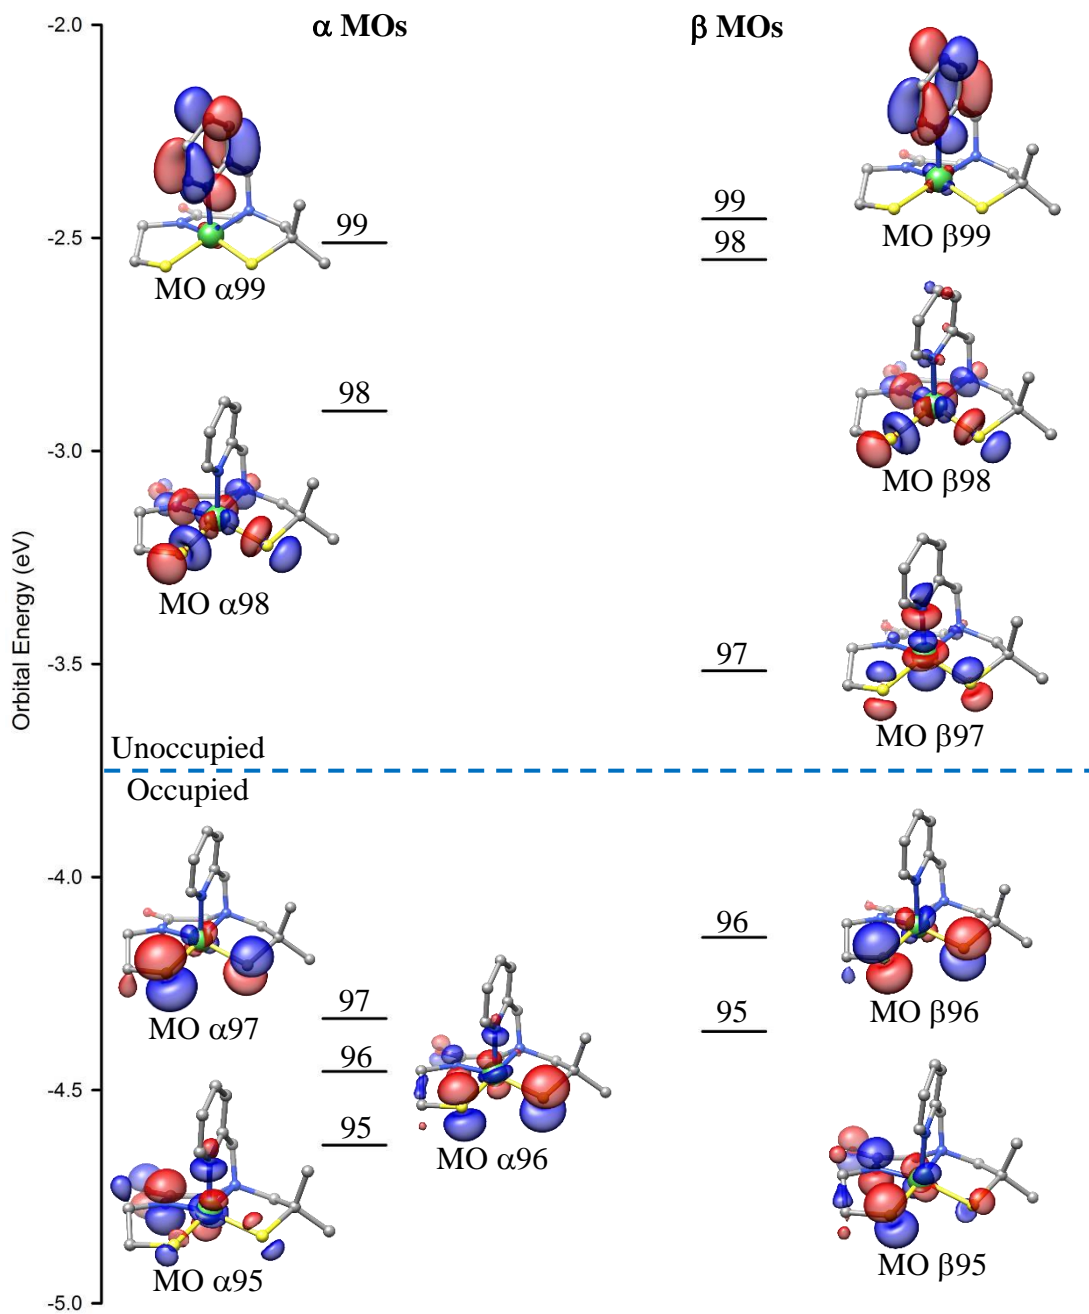 α MOs
β MOs
-2.0
-2.5
-3.0
-3.5
-4.0
-4.5
-5.0
Orbital Energy (eV)
99
MO α99
98
MO α98
Unoccupied
Occupied
MO α97
97
96
95
MO α96
MO α95
99
98
MO β99
MO β98
97
MO β97
96
MO β96
95
MO β95